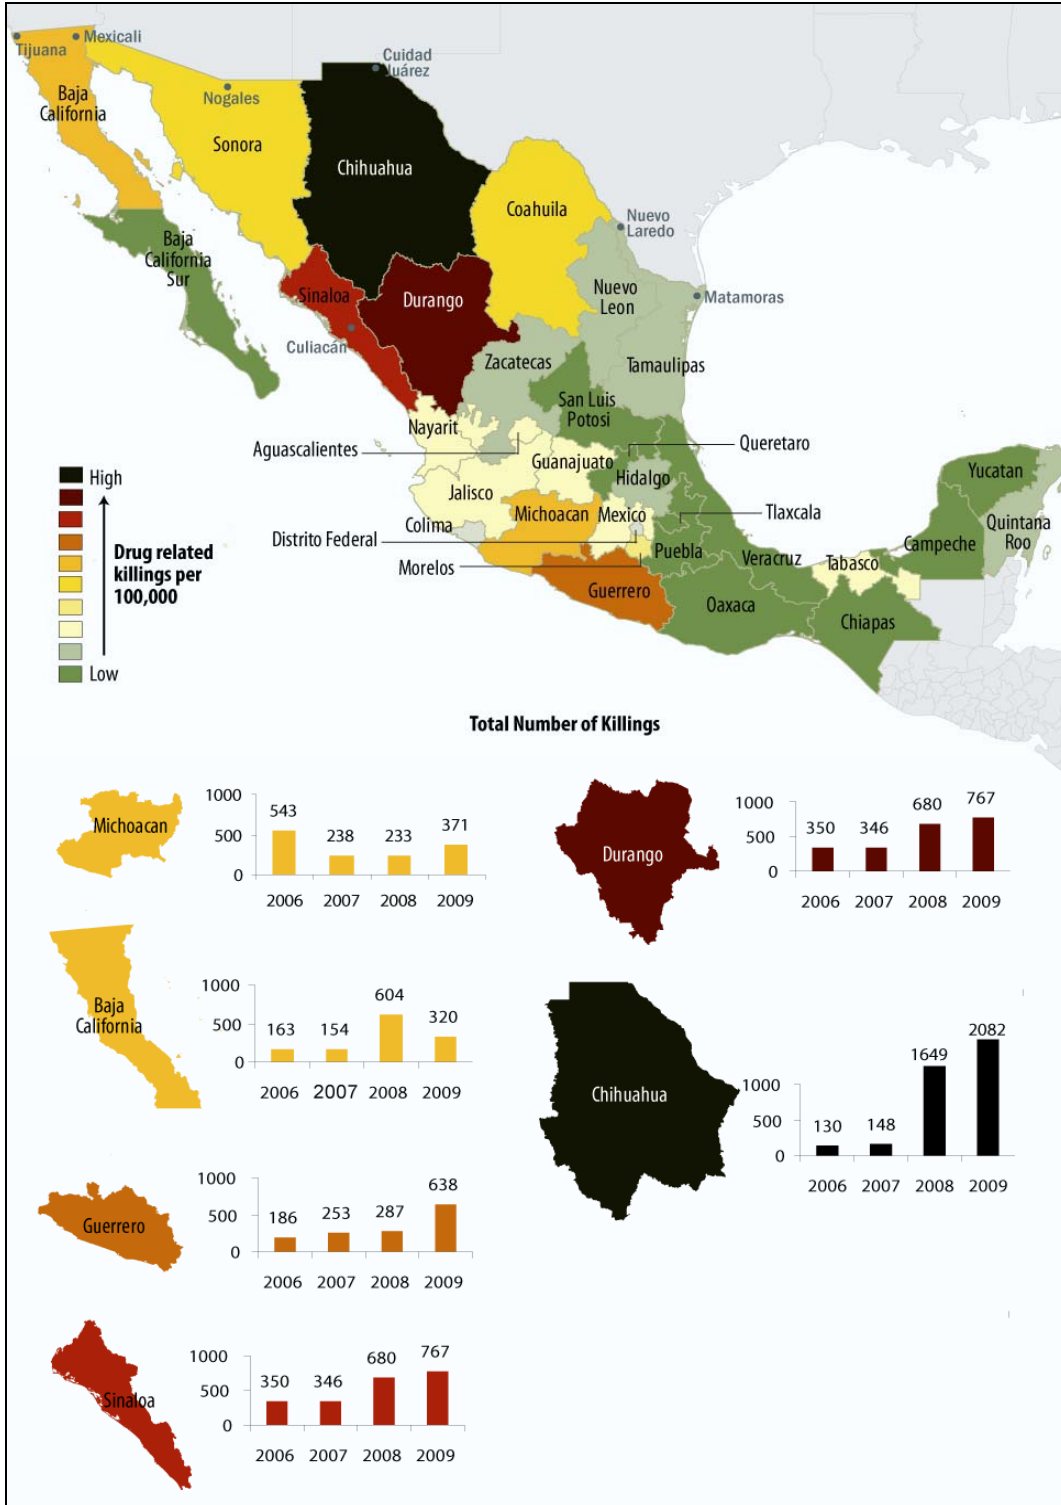 Tijuana
Mexicali
Cuidad
Juárez
Nogales
Baja
California
Sonora
Chihuahua
Coahuila
Nuevo
Laredo
Baja
California
Sur
Sinaloa
Durango
Nuevo
Leon
Matamoras
Culiacán
Zacatecas
Tamaulipas
San Luis
Potosi
Nayarit
Aguascalientes
Queretaro
Guanajuato
Hidalgo
Yucatan
Jalisco
Michoacan
Mexico
Tlaxcala
Quintana
Roo
Colima
Distrito Federal
Morelos
Puebla
Veracruz
Tabasco
Campeche
Guerrero
Oaxaca
Chiapas
High
Drug related
killings per
100,000
Low
Total Number of Killings
Michoacan
1000
500
0
543
238
233
371
2006 2007 2008 2009
Durango
1000
500
0
350
346
680
767
2006 2007 2008 2009
Baja
California
1000
500
0
163
154
604
320
2006 2007 2008 2009
Chihuahua
1000
500
0
130
148
1649
2082
2006 2007 2008 2009
Guerrero
1000
500
0
186
253
287
638
2006 2007 2008 2009
Sinaloa
1000
500
0
350
346
680
767
2006 2007 2008 2009